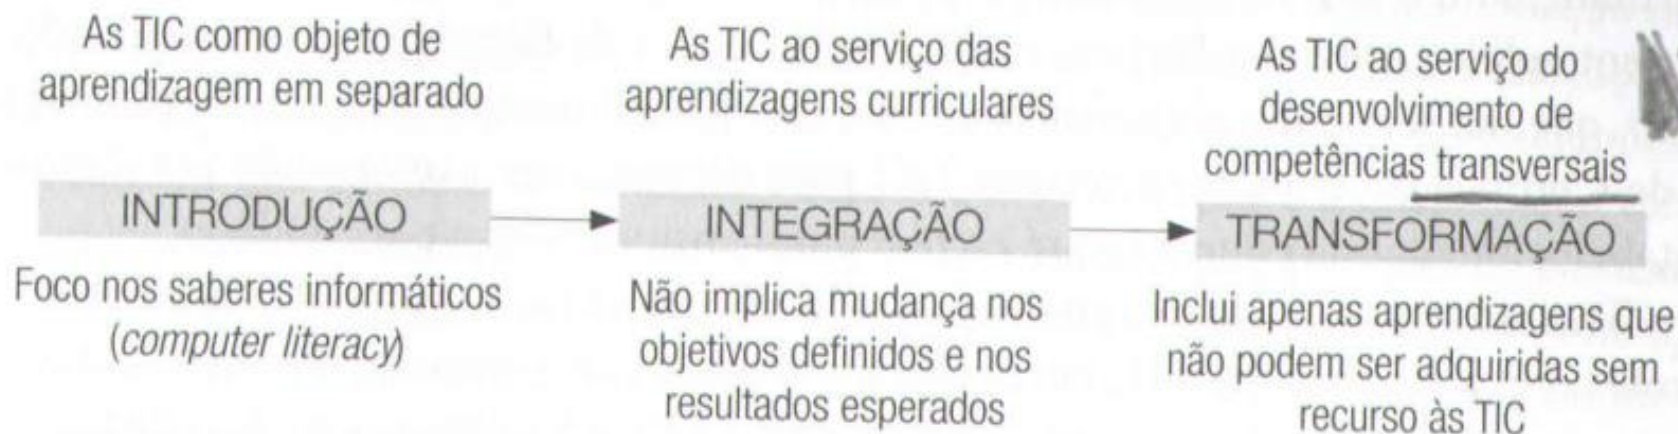 As TIC como objeto de
aprendizagem em separado
INTRODUÇÃO
Foco nos saberes informáticos
(computer literacy)
As TIC ao serviço das
aprendizagens curriculares
INTEGRAÇÃO
Não implica mudança nos
objetivos definidos e nos
resultados esperados
As TIC ao serviço do
desenvolvimento de
competências transversais
TRANSFORMAÇÃO
Inclui apenas aprendizagens que
não podem ser adquiridas sem
recurso às TIC